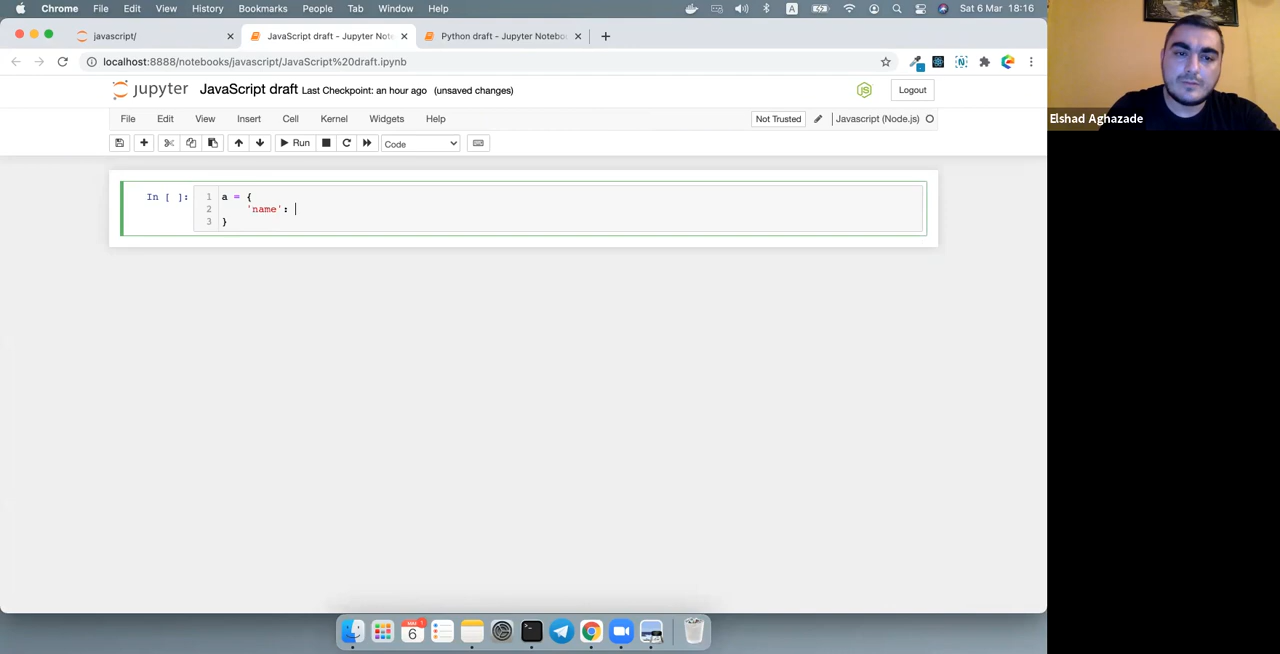 Chrome File Edit View History Bookmarks People Tab Window Help A Sat 6 Mar 18:16
javascript/ JavaScript draft - Jupyter Note Python draft - Jupyter Notebo
localhost:8888/notebooks/javascript/JavaScript%20draft.ipynb
jupyter JavaScript draft Last Checkpoint: an hour ago (unsaved changes) JS Logout
File Edit View Insert Cell Kernel Widgets Help Not Trusted Javascript (Node.js)
Run Code
In [ ]: 1 a = {
2 'name':
3 }
Elshad Aghazade
6